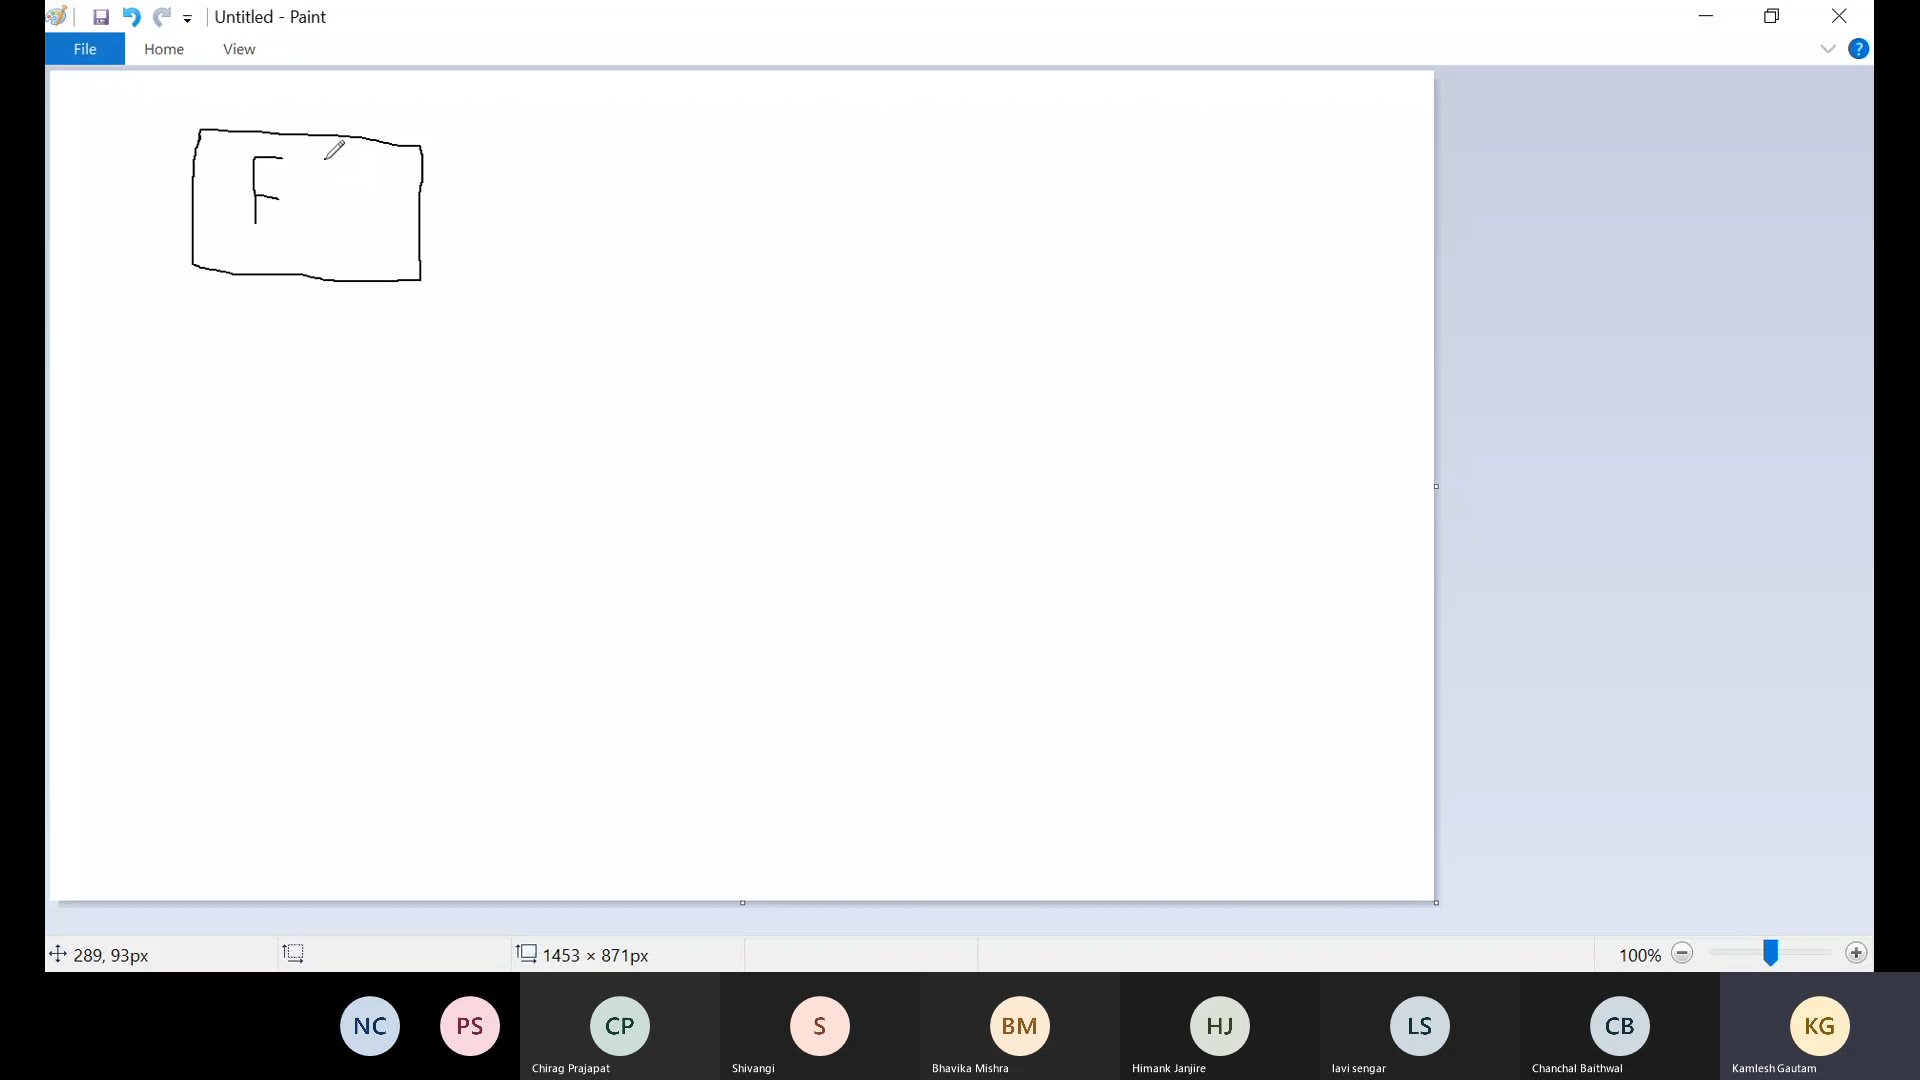 Untitled - Paint
File Home View
?
F
289, 93px
1453 × 871px
100%
NC PS CP S BM HJ LS CB KG
Chirag Prajapat Shivangi Bhavika Mishra Himank Janjire lavi sengar Chanchal Baithwal Kamlesh Gautam